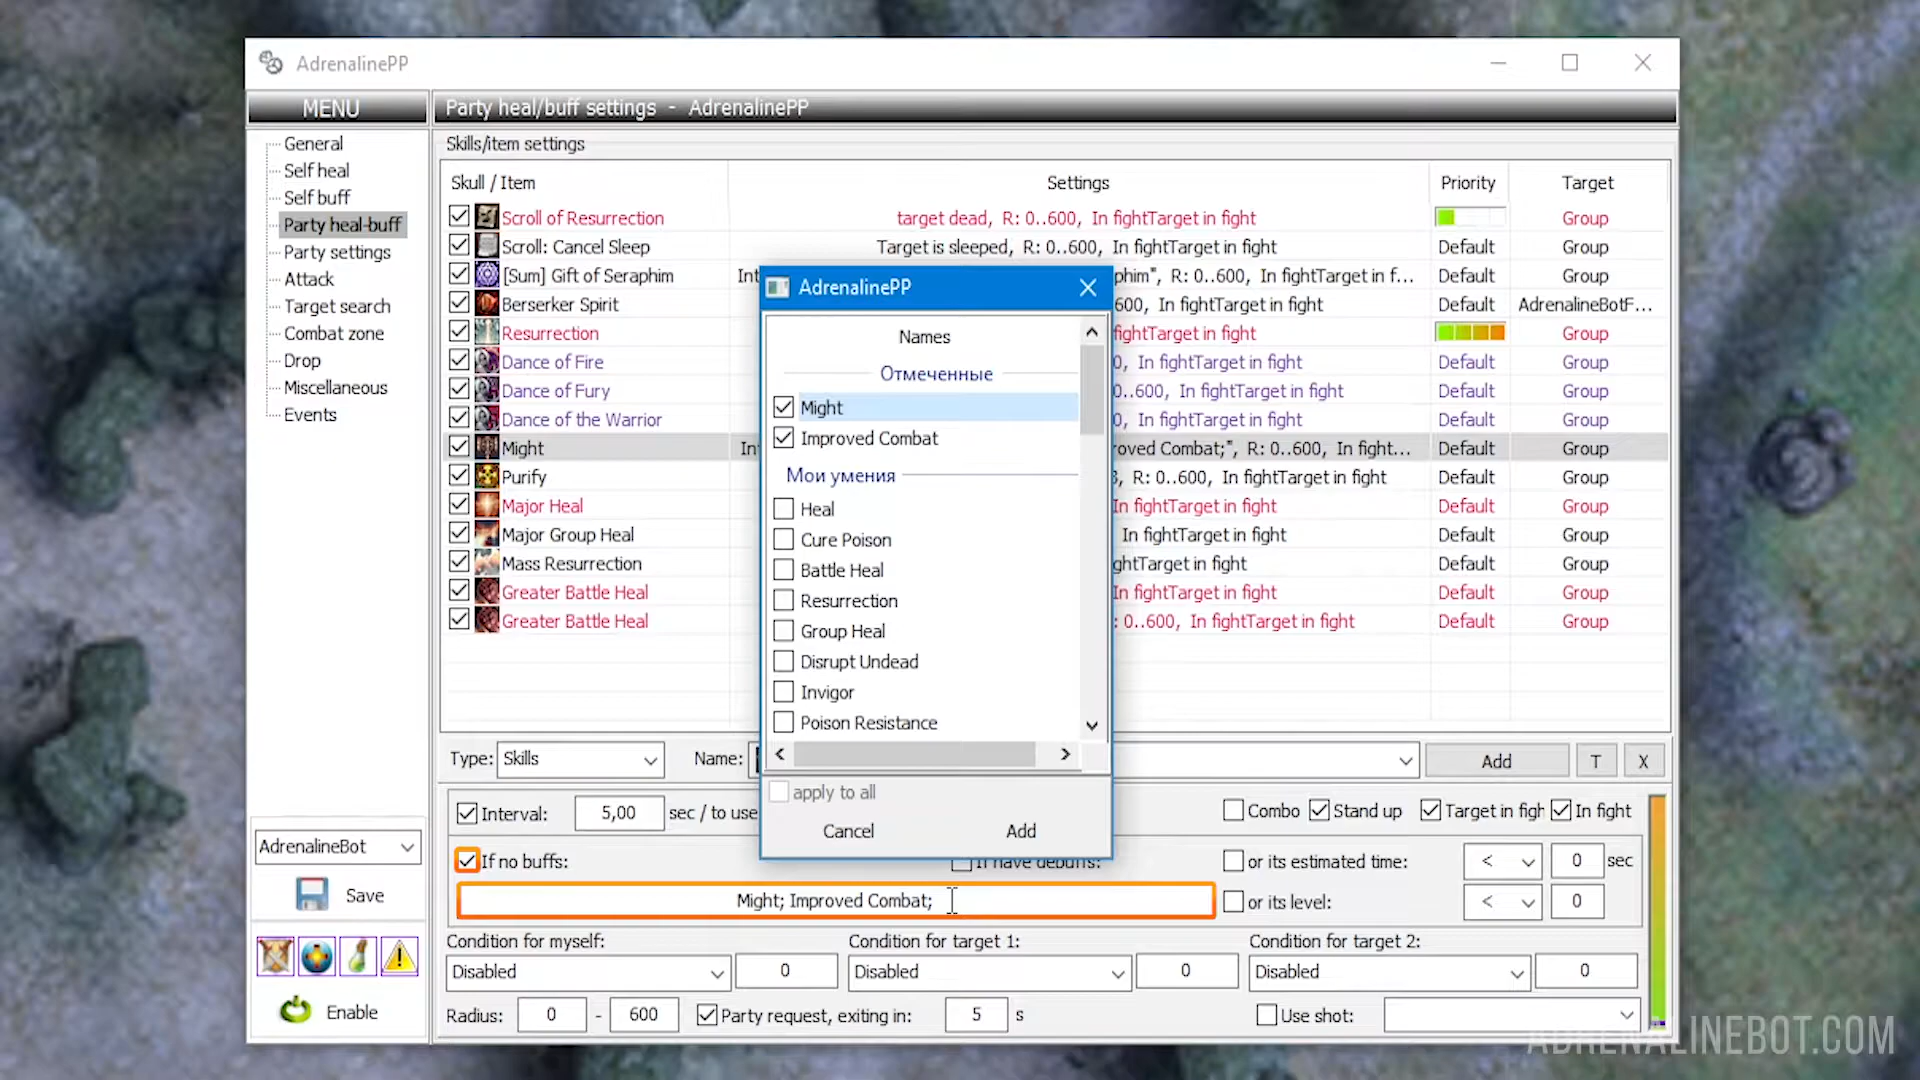 AdrenalinePP
MENU
Party heal/buff settings - AdrenalinePP
General
Self heal
Self buff
Party heal-buff
Party settings
Attack
Target search
Combat zone
Drop
Miscellaneous
Events
AdrenalineBot
Save
Enable
Skills/item settings
Skull / Item Settings Priority Target
Scroll of Resurrection target dead, R: 0..600, In fightTarget in fight Group
Scroll: Cancel Sleep Target is sleeped, R: 0..600, In fightTarget in fight Default Group
[Sum] Gift of Seraphim Int phim", R: 0..600, In fightTarget in f... Default Group
Berserker Spirit 600, In fightTarget in fight Default AdrenalineBotF...
Resurrection fightTarget in fight Group
Dance of Fire 0, In fightTarget in fight Default Group
Dance of Fury 0..600, In fightTarget in fight Default Group
Dance of the Warrior 0, In fightTarget in fight Default Group
Might In roved Combat;", R: 0..600, In fight... Default Group
Purify 3, R: 0..600, In fightTarget in fight Default Group
Major Heal In fightTarget in fight Default Group
Major Group Heal In fightTarget in fight Default Group
Mass Resurrection ghtTarget in fight Default Group
Greater Battle Heal In fightTarget in fight Default Group
Greater Battle Heal : 0..600, In fightTarget in fight Default Group
AdrenalinePP
Names
Отмеченные
Might
Improved Combat
Мои умения
Heal
Cure Poison
Battle Heal
Resurrection
Group Heal
Disrupt Undead
Invigor
Poison Resistance
apply to all
Cancel Add
Type: Skills Name: Add T X
Interval: 5,00 sec / to use Combo Stand up Target in figh In fight
If no buffs: If have debuffs: or its estimated time: < 0 sec
Might; Improved Combat; or its level: < 0
Condition for myself: Condition for target 1: Condition for target 2:
Disabled 0 Disabled 0 Disabled 0
Radius: 0 - 600 Party request, exiting in: 5 s Use shot:
ADRENALINEBOT.COM